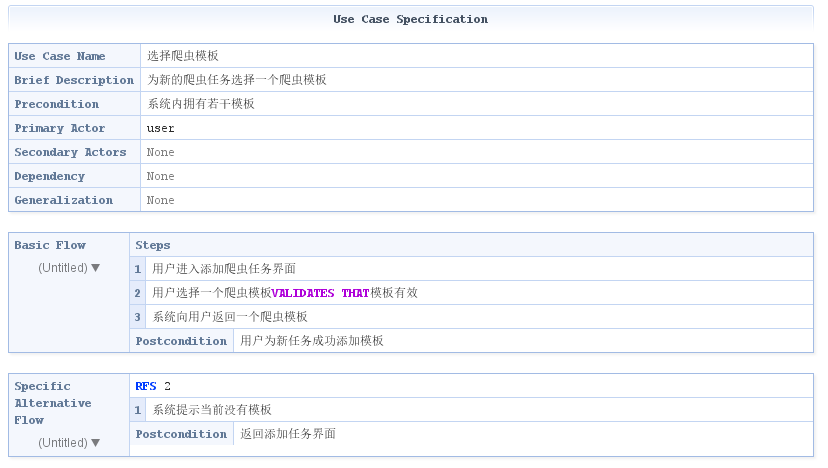 Use Case Specification
Use Case Name 选择爬虫模板
Brief Description 为新的爬虫任务选择一个爬虫模板
Precondition 系统内拥有若干模板
Primary Actor user
Secondary Actors None
Dependency None
Generalization None
Basic Flow Steps
(Untitled) ▼
1 用户进入添加爬虫任务界面
2 用户选择一个爬虫模板VALIDATES THAT模板有效
3 系统向用户返回一个爬虫模板
Postcondition 用户为新任务成功添加模板
Specific Alternative Flow
(Untitled) ▼
RFS 2
1 系统提示当前没有模板
Postcondition 返回添加任务界面